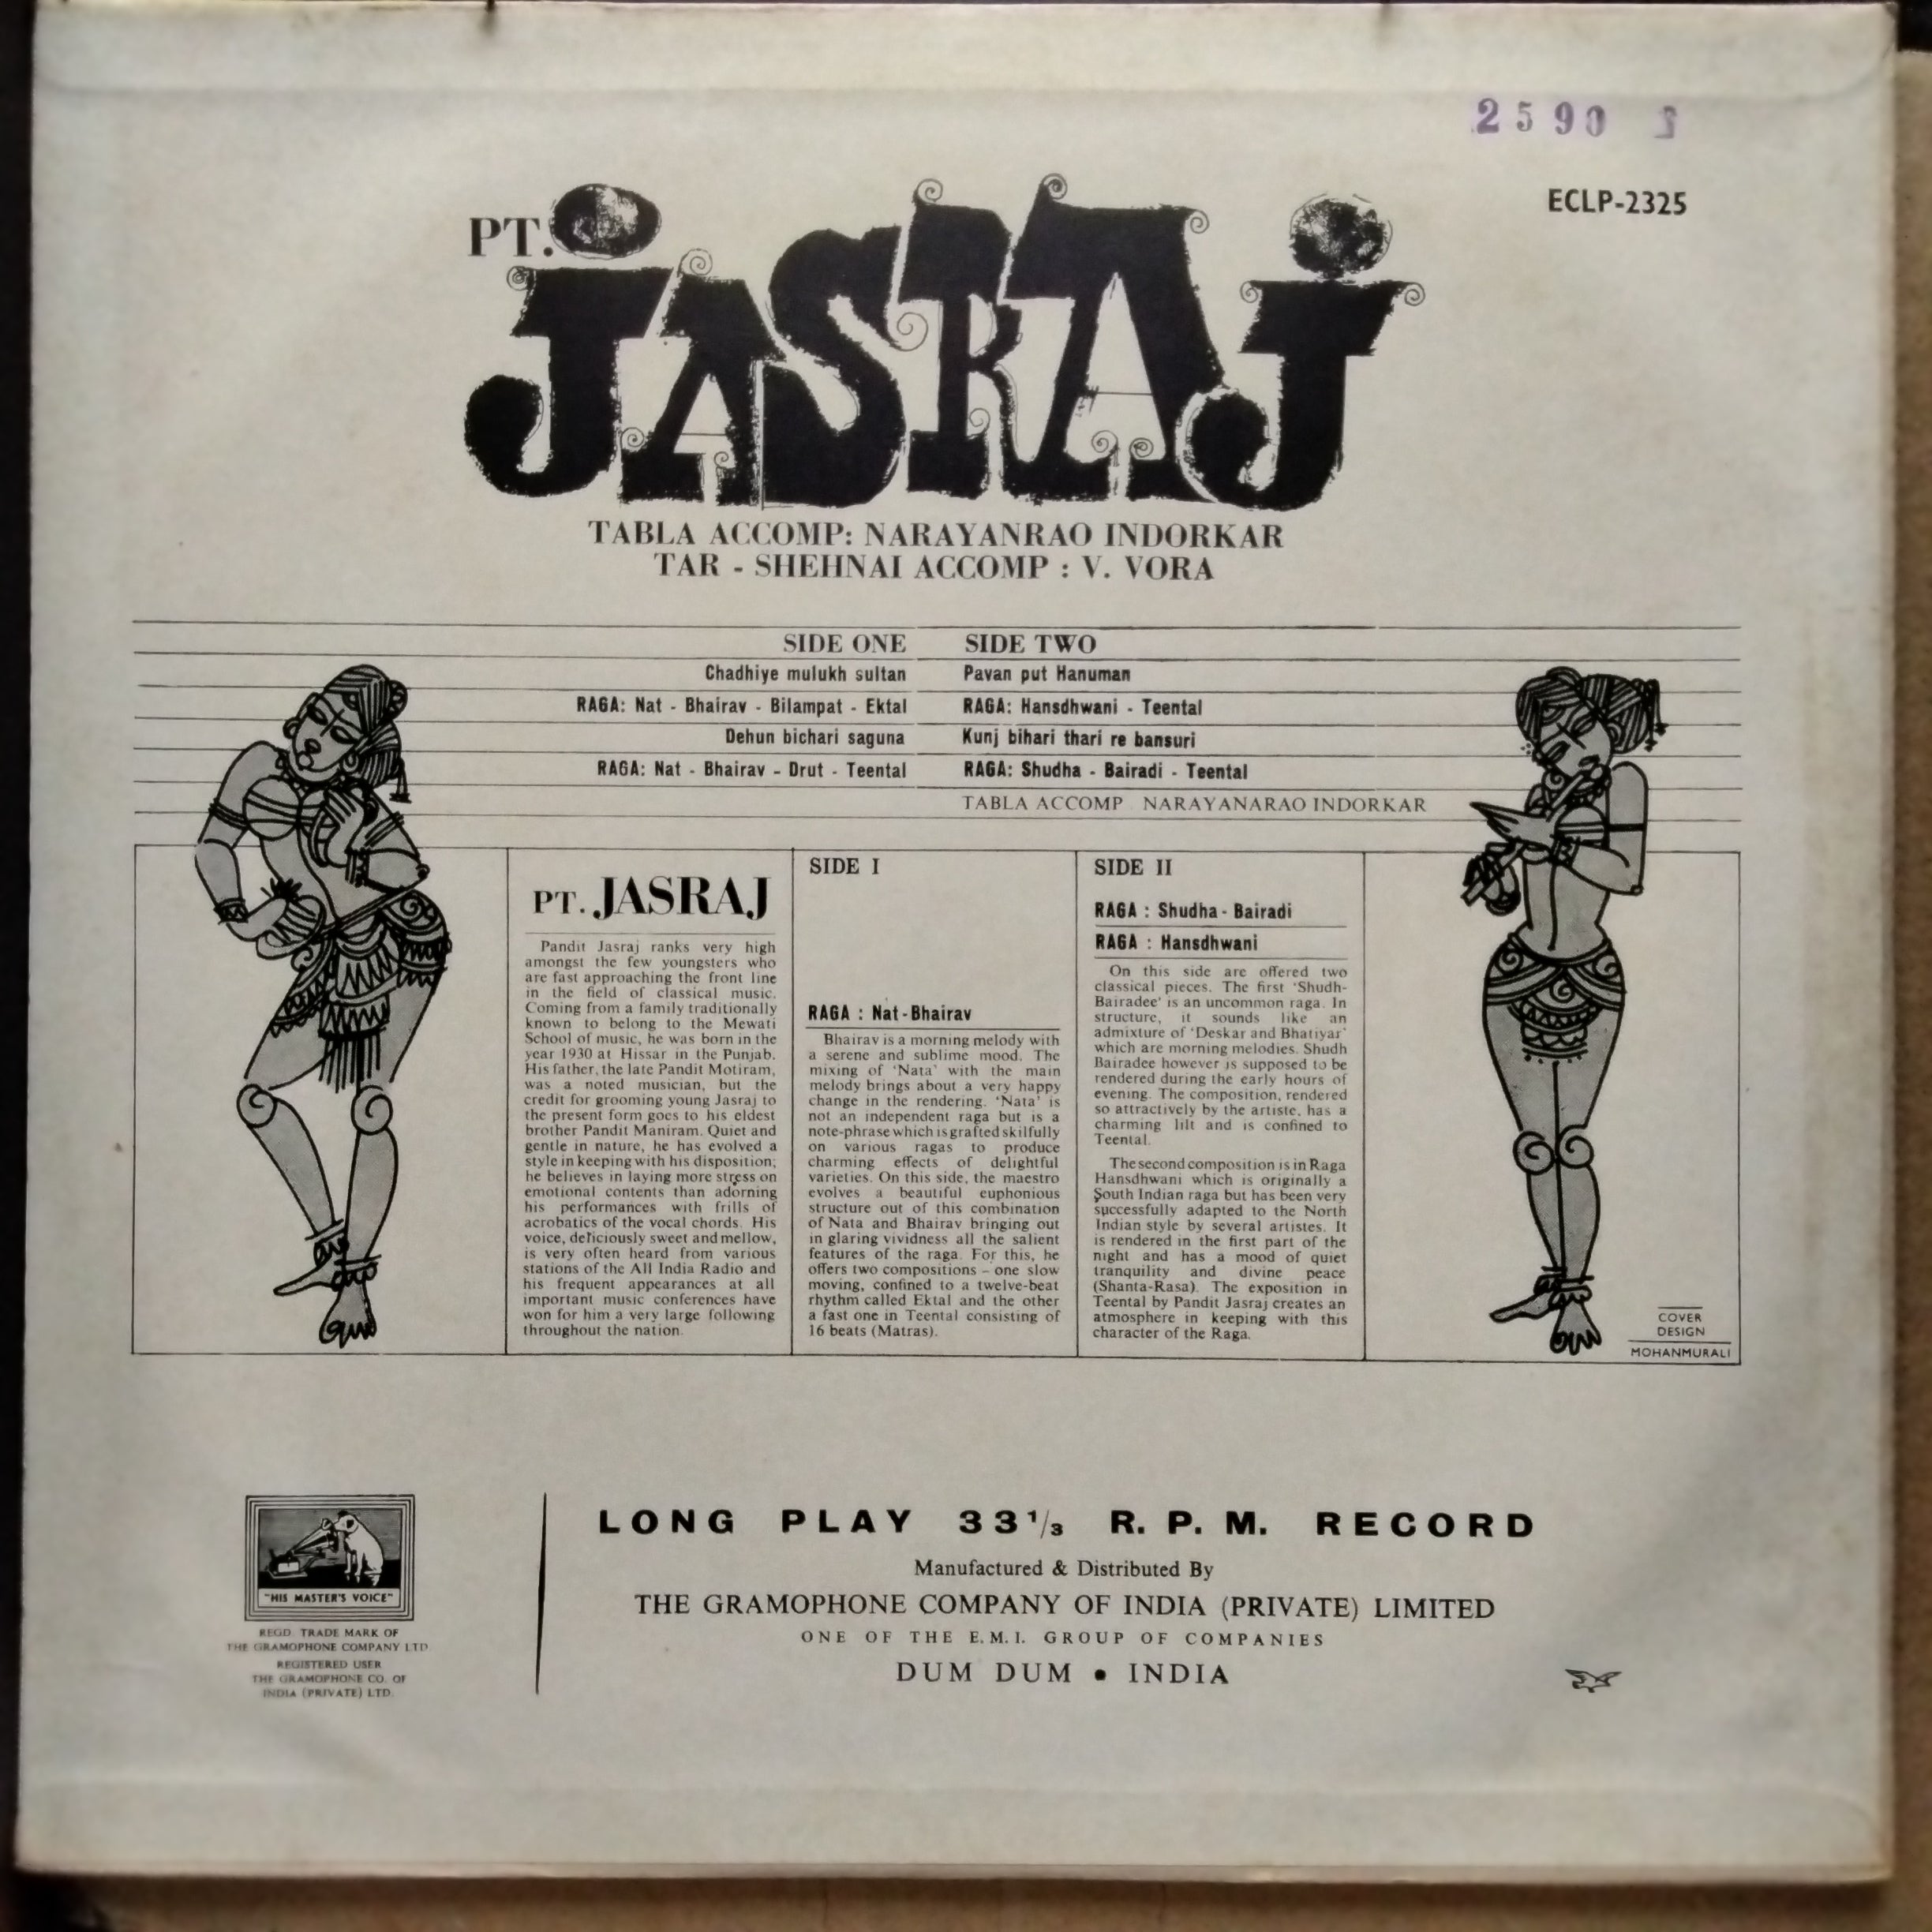 2590
ECLP-2325
PT. JASRAJ
TABLA ACCOMP: NARAYANRAO INDORKAR
TAR - SHEHNAI ACCOMP : V. VORA
SIDE ONE
Chadhiye mulukh sultan
RAGA: Nat - Bhairav - Bilampat - Ektal
Dehun bichari saguna
RAGA: Nat - Bhairav - Drut - Teental
SIDE TWO
Pavan put Hanuman
RAGA: Hansdhwani - Teental
Kunj bihari thari re bansuri
RAGA: Shudha - Bairadi - Teental
TABLA ACCOMP NARAYANARAO INDORKAR
PT. JASRAJ
Pandit Jasraj ranks very high
amongst the few youngsters who
are fast approaching the front line
in the field of classical music.
Coming from a family traditionally
known to belong to the Mewati
School of music, he was born in the
year 1930 at Hissar in the Punjab.
His father, the late Pandit Motiram,
was a noted musician, but the
credit for grooming young Jasraj to
the present form goes to his eldest
brother Pandit Maniram. Quiet and
gentle in nature, he has evolved a
style in keeping with his disposition;
he believes in laying more stress on
emotional contents than adorning
his performances with frills of
acrobatics of the vocal chords. His
voice, deliciously sweet and mellow,
is very often heard from various
stations of the All India Radio and
his frequent appearances at all
important music conferences have
won for him a very large following
throughout the nation.
SIDE I
RAGA : Nat-Bhairav
Bhairav is a morning melody with
a serene and sublime mood. The
mixing of 'Nata' with the main
melody brings about a very happy
change in the rendering. 'Nata' is
not an independent raga but is a
note-phrase which is grafted skilfully
on various ragas to produce
charming effects of delightful
varieties. On this side, the maestro
evolves a beautiful euphonious
structure out of this combination
of Nata and Bhairav bringing out
in glaring vividness all the salient
features of the raga. For this, he
offers two compositions – one slow
moving, confined to a twelve-beat
rhythm called Ektal and the other
a fast one in Teental consisting of
16 beats (Matras).
SIDE II
RAGA : Shudha - Bairadi
RAGA : Hansdhwani
On this side are offered two
classical pieces. The first 'Shudh-
Bairadee' is an uncommon raga. In
structure, it sounds like an
admixture of 'Deskar and Bhatiyar'
which are morning melodies. Shudh
Bairadee however is supposed to be
rendered during the early hours of
evening. The composition, rendered
so attractively by the artiste, has a
charming lilt and is confined to
Teental.
The second composition is in Raga
Hansdhwani which is originally a
South Indian raga but has been very
successfully adapted to the North
Indian style by several artistes. It
is rendered in the first part of the
night and has a mood of quiet
tranquility and divine peace
(Shanta-Rasa). The exposition in
Teental by Pandit Jasraj creates an
atmosphere in keeping with this
character of the Raga.
COVER
DESIGN
MOHANMURALI
"HIS MASTER'S VOICE"
REGD. TRADE MARK OF
THE GRAMOPHONE COMPANY LTD
REGISTERED USER
THE GRAMOPHONE CO. OF
INDIA (PRIVATE) LTD.
LONG PLAY 33 1/3 R. P. M. RECORD
Manufactured & Distributed By
THE GRAMOPHONE COMPANY OF INDIA (PRIVATE) LIMITED
ONE OF THE E.M.I. GROUP OF COMPANIES
DUM DUM • INDIA